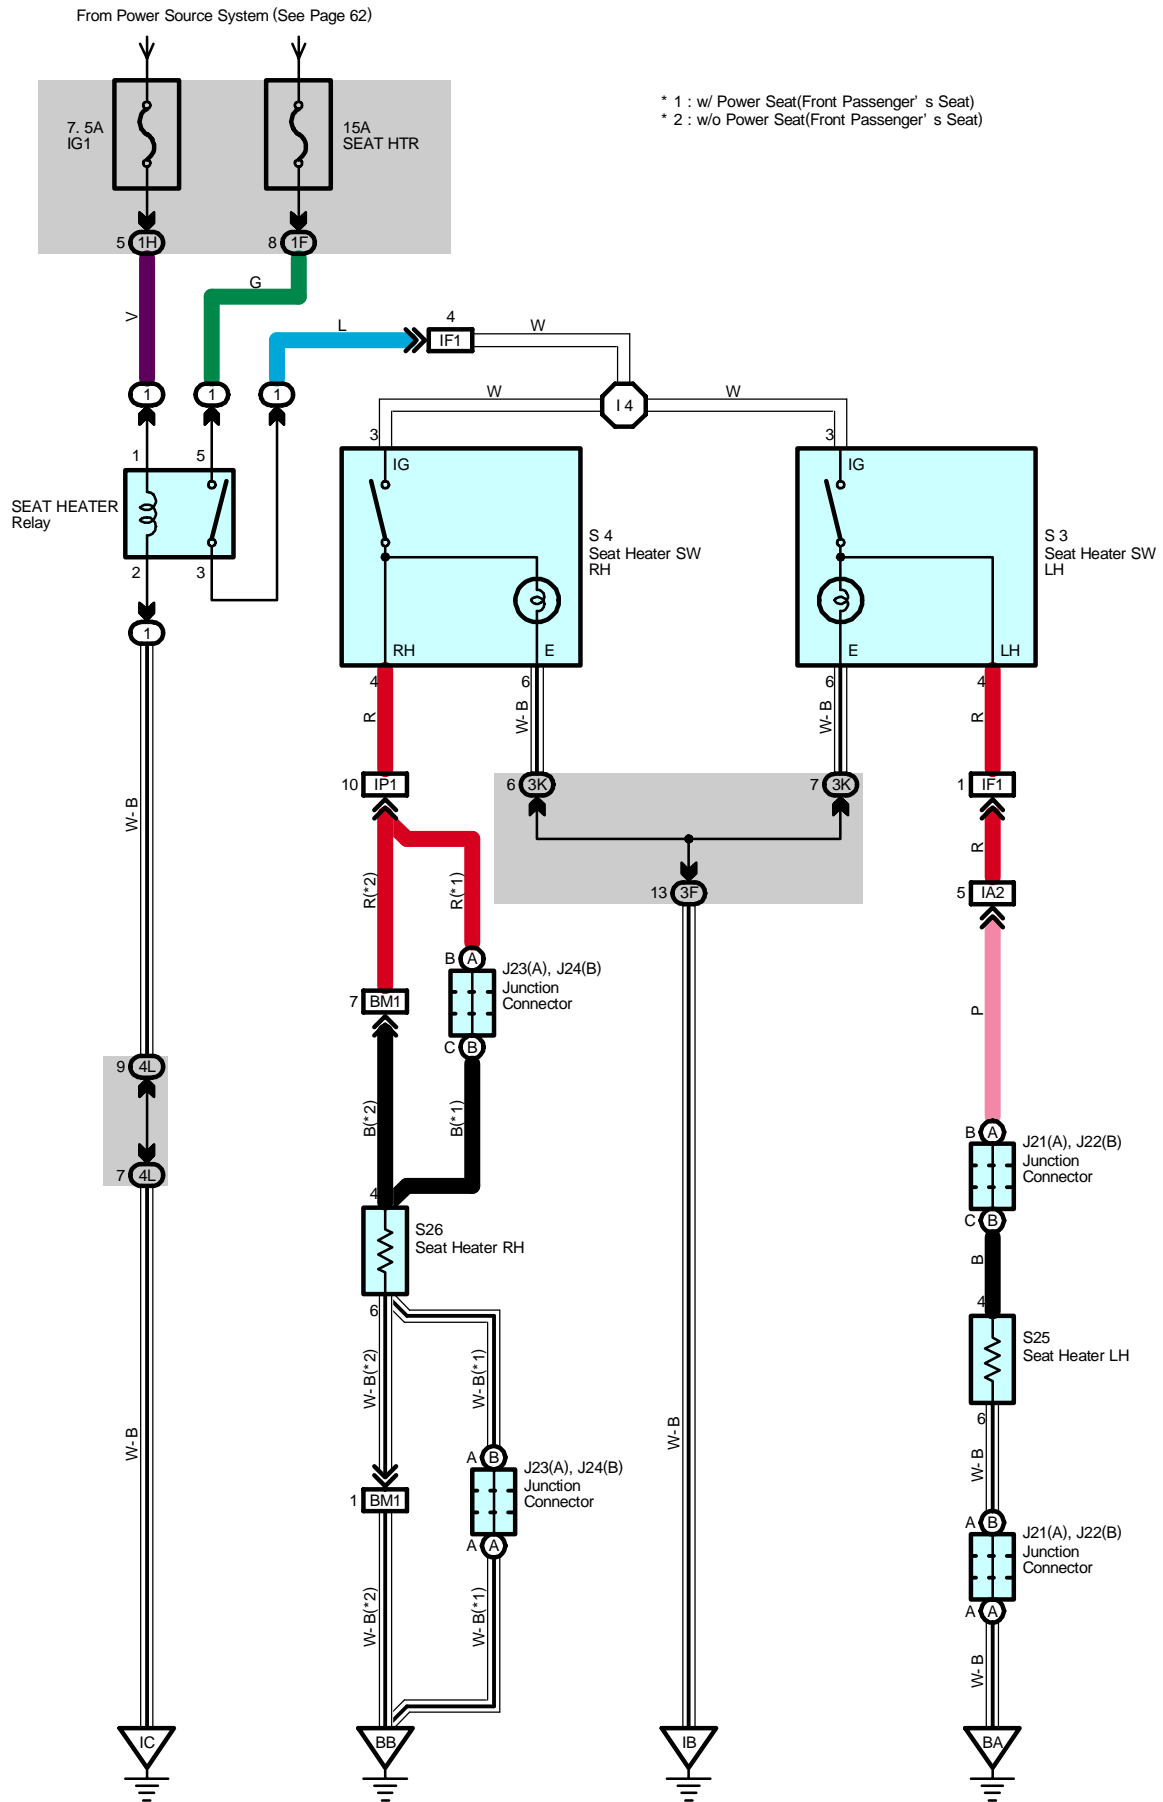 From Power Source System (See Page 62)
* 1 : w/ Power Seat(Front Passenger' s Seat)
* 2 : w/o Power Seat(Front Passenger' s Seat)
7. 5A
IG1
15A
SEAT HTR
5 1H
8 1F
V
G
L
4
IF1
W
1
1
1
W
I 4
W
1
5
3
3
SEAT HEATER
Relay
IG
IG
S 4
Seat Heater SW
RH
S 3
Seat Heater SW
LH
2
3
1
RH
E
E
LH
4
6
6
4
R
W- B
W- B
R
10 IP1
6 3K
7 3K
1 IF1
W- B
R
R(*2)
R(*1)
13 3F
5 IA2
B A
J23(A), J24(B)
Junction
Connector
7 BM1
P
C B
9 4L
B(*2)
B(*1)
B A
J21(A), J22(B)
Junction
Connector
7 4L
4
C B
S26
Seat Heater RH
B
4
6
S25
Seat Heater LH
W- B(*2)
W- B(*1)
6
W- B
W- B
W- B
A B
J23(A), J24(B)
Junction
Connector
1 BM1
A B
J21(A), J22(B)
Junction
Connector
A A
W- B(*2)
W- B(*1)
A A
W- B
IC
BB
IB
BA